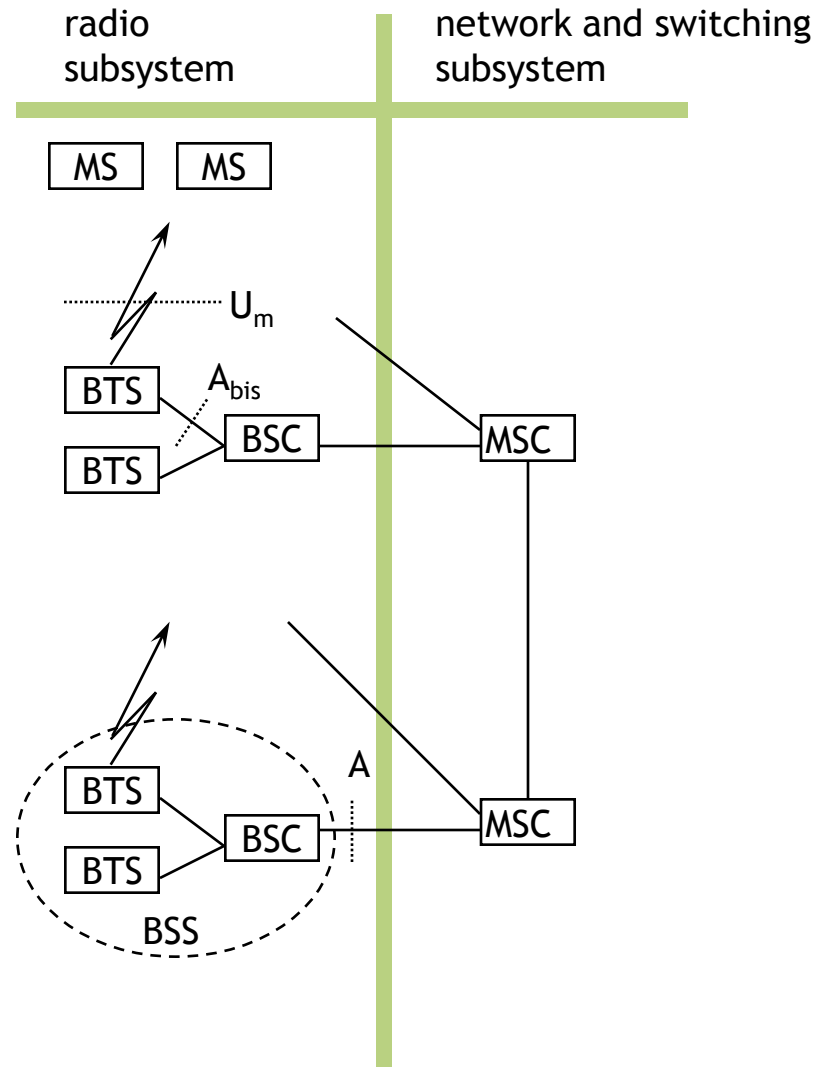 radio
subsystem
network and switching
subsystem
MS
MS
Um
BTS
Abis
BSC
MSC
BTS
A
BTS
BSC
MSC
BTS
BSS